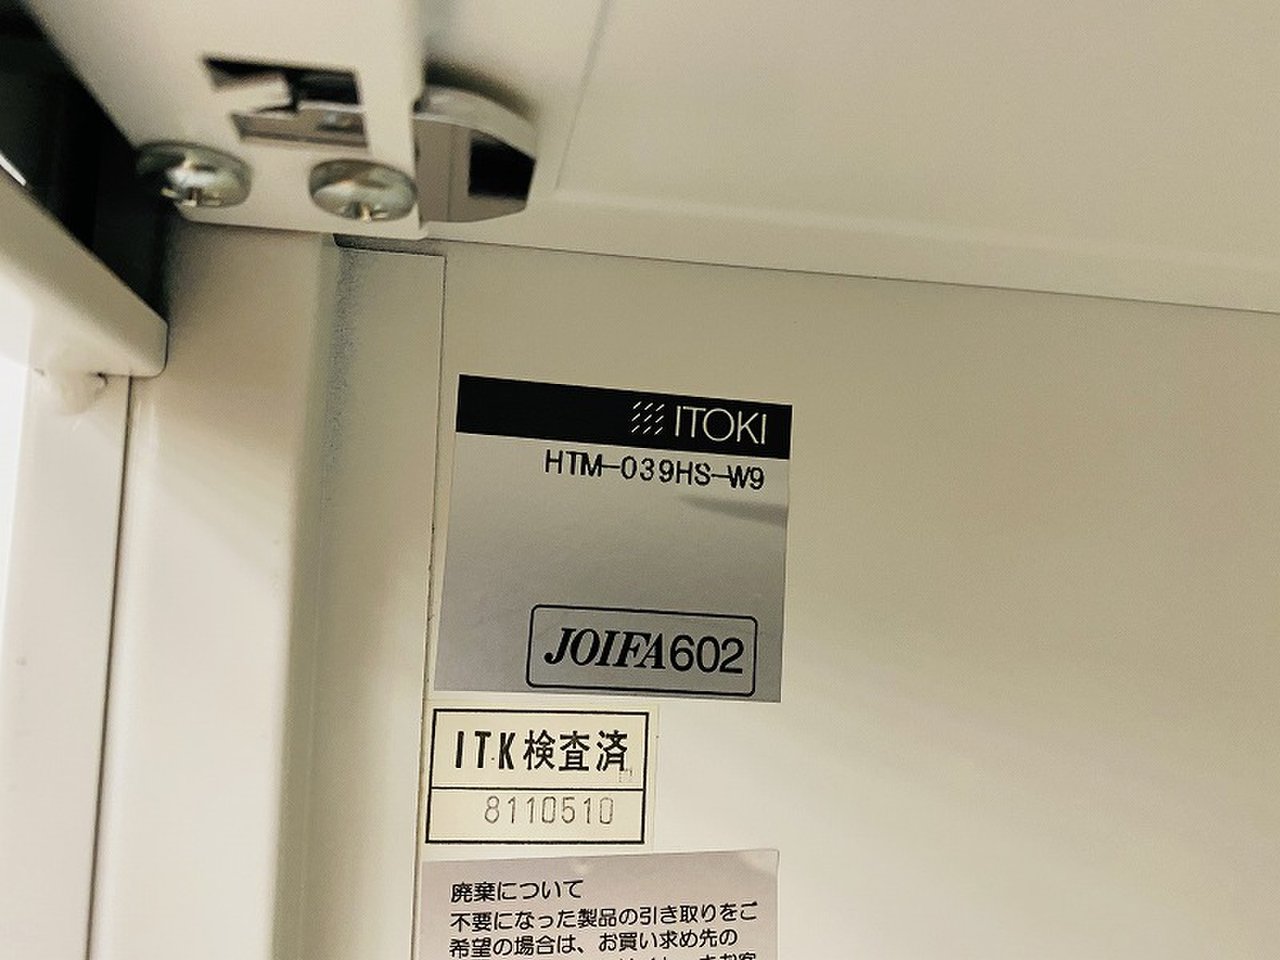 ITOKI
HTM-039HS-W9
JOIFA602
ITK検査済
8110510
廃棄について
不要になった製品の引き取りをご
希望の場合は、お買い求め先の